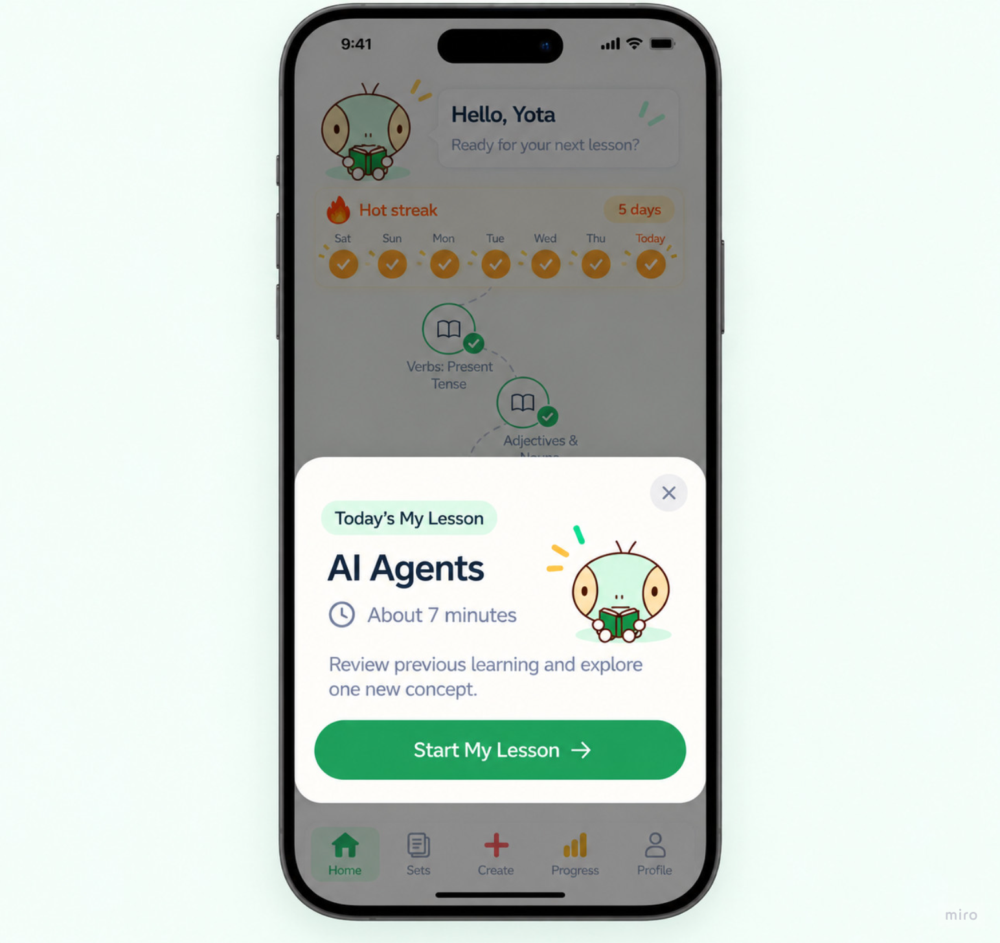 9:41
Hello, Yota
Ready for your next lesson?
Hot streak
5 days
Sat Sun Mon Tue Wed Thu Today
Verbs: Present
Tense
Adjectives &
Nouns
Today's My Lesson
AI Agents
About 7 minutes
Review previous learning and explore
one new concept.
Start My Lesson →
Home Sets Create Progress Profile
miro